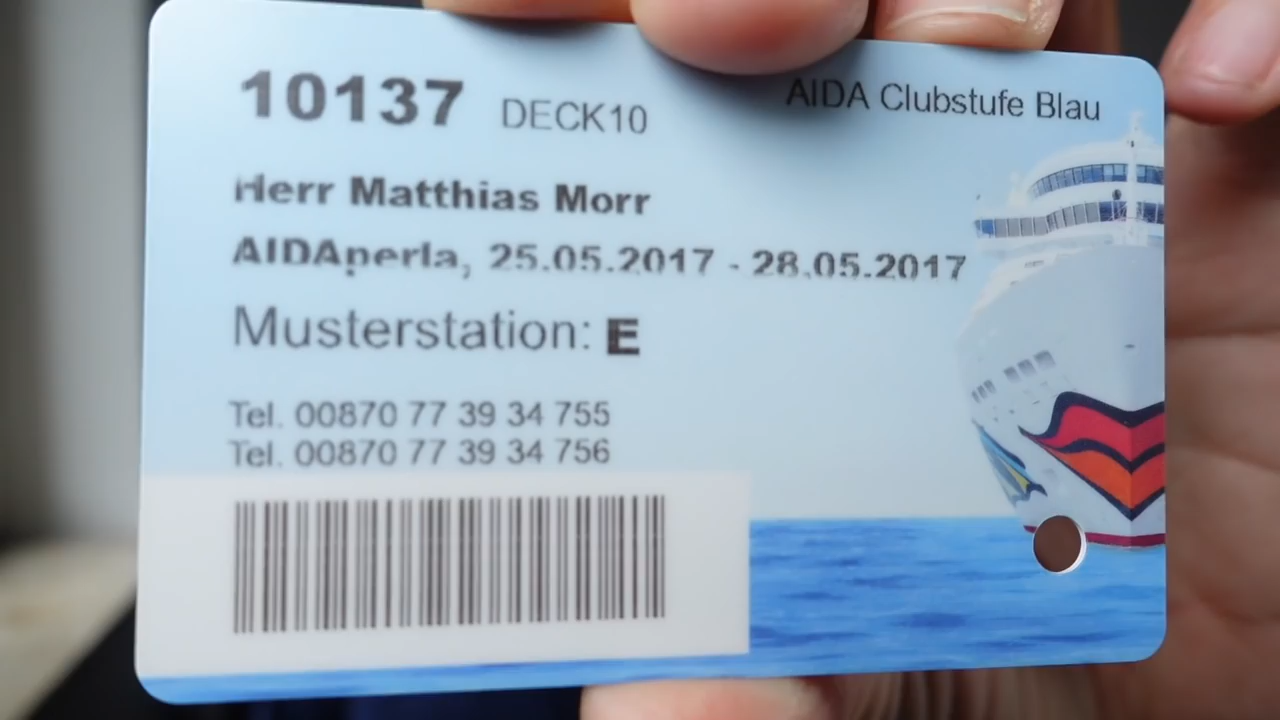 10137 DECK10 AIDA Clubstufe Blau
Herr Matthias Morr
AIDAperla, 25.05.2017 - 28.05.2017
Musterstation: E
Tel. 00870 77 39 34 755
Tel. 00870 77 39 34 756